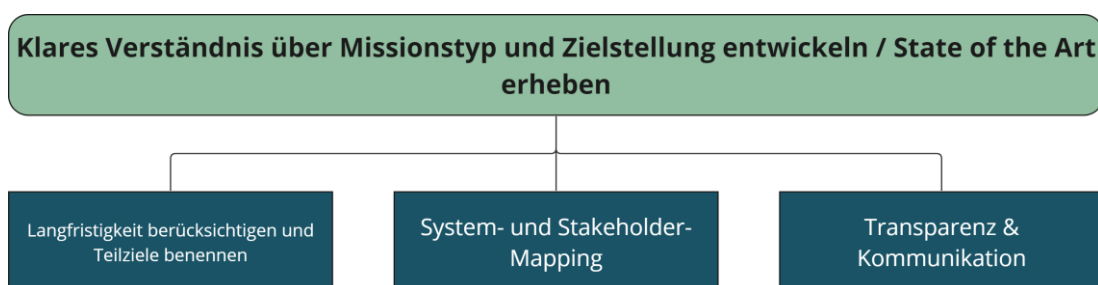 Klares Verständnis über Missionstyp und Zielstellung entwickeln / State of the Art
erheben
Langfristigkeit berücksichtigen und
Teilziele benennen
System- und Stakeholder-
Mapping
Transparenz &
Kommunikation